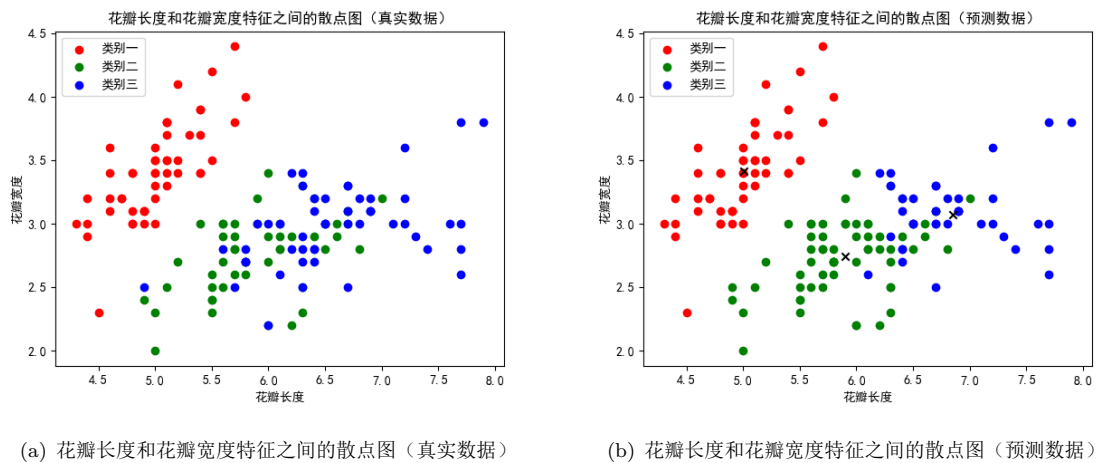 花瓣长度和花瓣宽度特征之间的散点图（真实数据）
类别一
类别二
类别三
4.5
4.0
3.5
3.0
2.5
2.0
花瓣宽度
4.5 5.0 5.5 6.0 6.5 7.0 7.5 8.0
花瓣长度
(a) 花瓣长度和花瓣宽度特征之间的散点图（真实数据）
花瓣长度和花瓣宽度特征之间的散点图（预测数据）
类别一
类别二
类别三
4.5
4.0
3.5
3.0
2.5
2.0
花瓣宽度
4.5 5.0 5.5 6.0 6.5 7.0 7.5 8.0
花瓣长度
(b) 花瓣长度和花瓣宽度特征之间的散点图（预测数据）